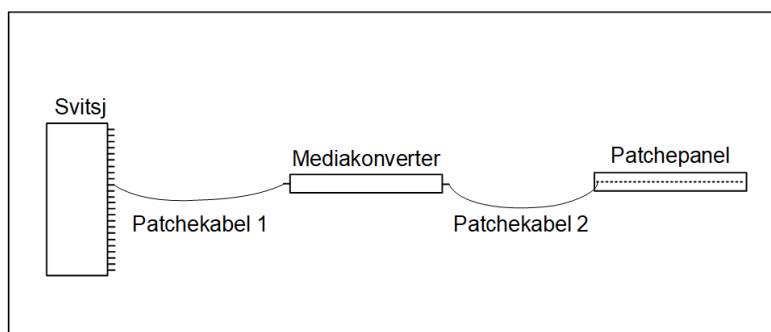 Svitsj
Mediakonverter
Patchepanel
Patchekabel 1
Patchekabel 2